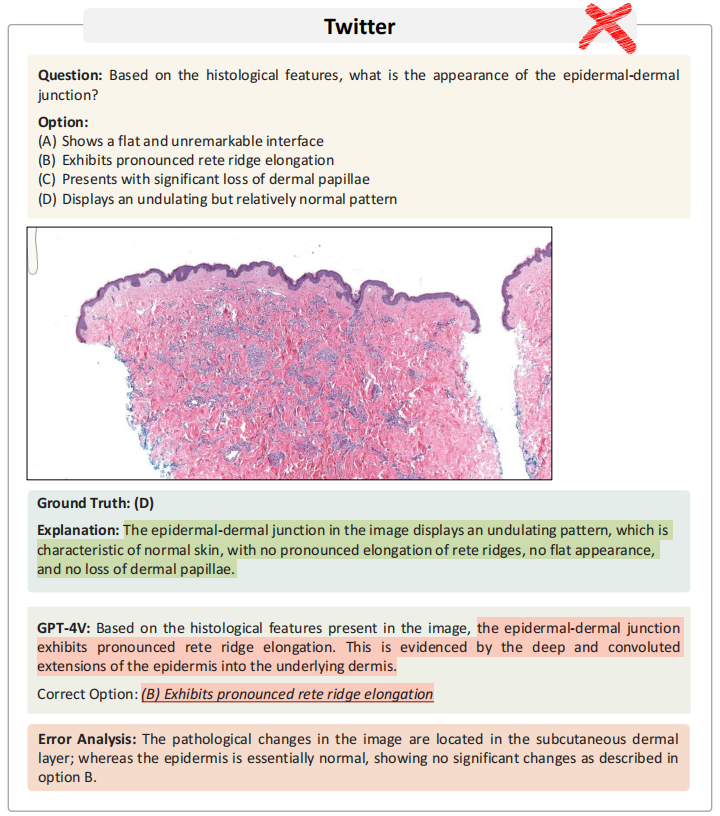 Twitter
Question: Based on the histological features, what is the appearance of the epidermal-dermal
junction?
Option:
(A) Shows a flat and unremarkable interface
(B) Exhibits pronounced rete ridge elongation
(C) Presents with significant loss of dermal papillae
(D) Displays an undulating but relatively normal pattern
Ground Truth: (D)
Explanation: The epidermal-dermal junction in the image displays an undulating pattern, which is
characteristic of normal skin, with no pronounced elongation of rete ridges, no flat appearance,
and no loss of dermal papillae.
GPT-4V: Based on the histological features present in the image, the epidermal-dermal junction
exhibits pronounced rete ridge elongation. This is evidenced by the deep and convoluted
extensions of the epidermis into the underlying dermis.
Correct Option: (B) Exhibits pronounced rete ridge elongation
Error Analysis: The pathological changes in the image are located in the subcutaneous dermal
layer; whereas the epidermis is essentially normal, showing no significant changes as described in
option B.